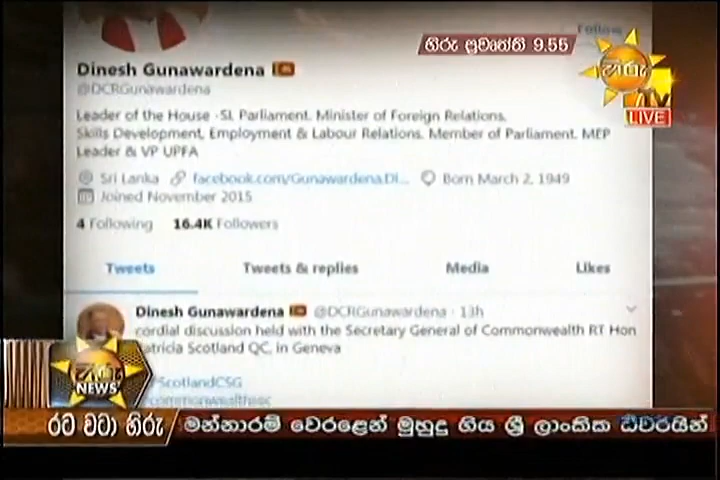 Follow
හිරු ප්‍රවෘත්ති 9.55
හිරු
TV
LIVE
Dinesh Gunawardena
@DCRGunawardena
Leader of the House -SL Parliament. Minister of Foreign Relations,
Skills Development, Employment & Labour Relations. Member of Parliament. MEP
Leader & VP UPFA
Sri Lanka facebook.com/Gunawardena.Di... Born March 2, 1949
Joined November 2015
4 Following 16.4K Followers
Tweets Tweets & replies Media Likes
Dinesh Gunawardena @DCRGunawardena · 13h
cordial discussion held with the Secretary General of Commonwealth RT Hon
atricia Scotland QC, in Geneva
ScotlandCSG
commonwealthsec
හිරු
NEWS
රට වටා හිරු
මන්නාරම් වෙරළෙන් මුහුදු ගිය ශ්‍රී ලාංකික ධීවරයින්